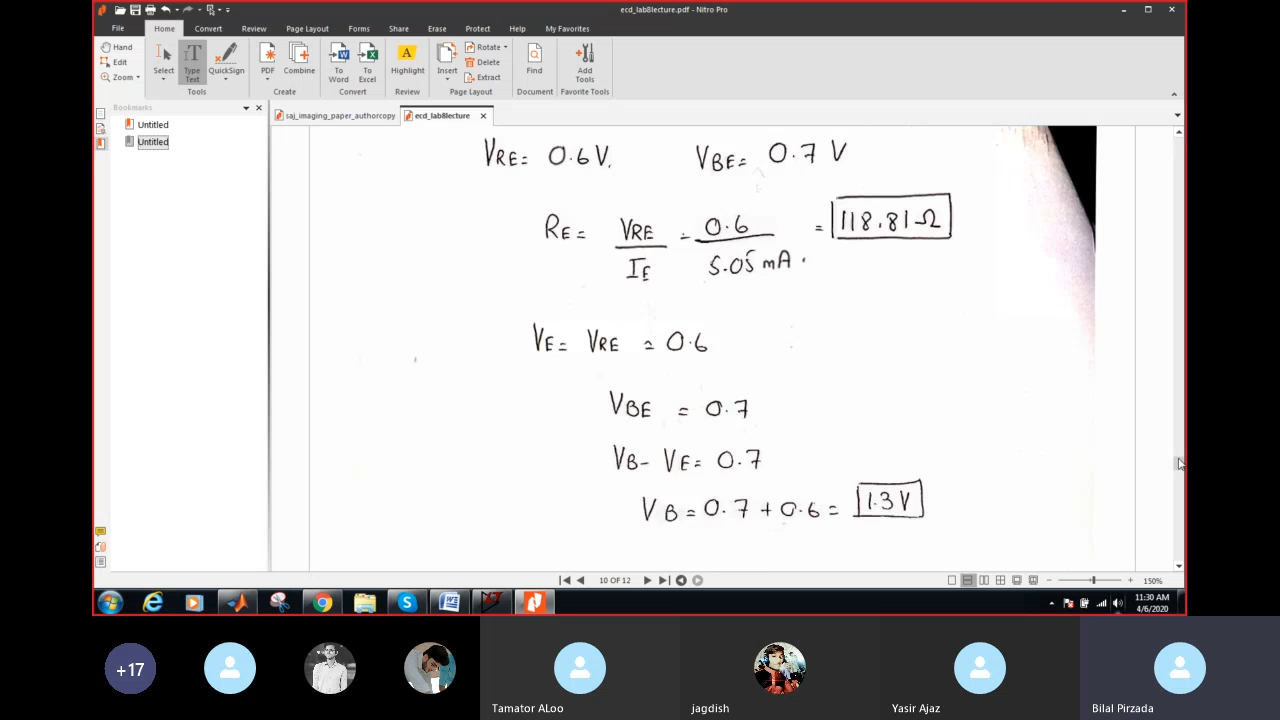 ecd_lab8lecture.pdf - Nitro Pro
File Home Convert Review Page Layout Forms Share Erase Protect Help My Favorites
Hand Edit Zoom Select Type Text QuickSign PDF Combine To Word To Excel Highlight Insert Rotate Delete Extract Find Add Tools
Tools Create Convert Review Page Layout Document Favorite Tools
Bookmarks
Untitled
Untitled
saj_imaging_paper_authorcopy ecd_lab8lecture
VRE = 0.6 V. VBE = 0.7 V
RE = VRE / IE = 0.6 / 5.05 mA. = 118.81 Ω
VE = VRE = 0.6
VBE = 0.7
VB - VE = 0.7
VB = 0.7 + 0.6 = 1.3 V
10 OF 12 150%
11:30 AM
4/6/2020
+17
Tamator ALoo jagdish Yasir Ajaz Bilal Pirzada